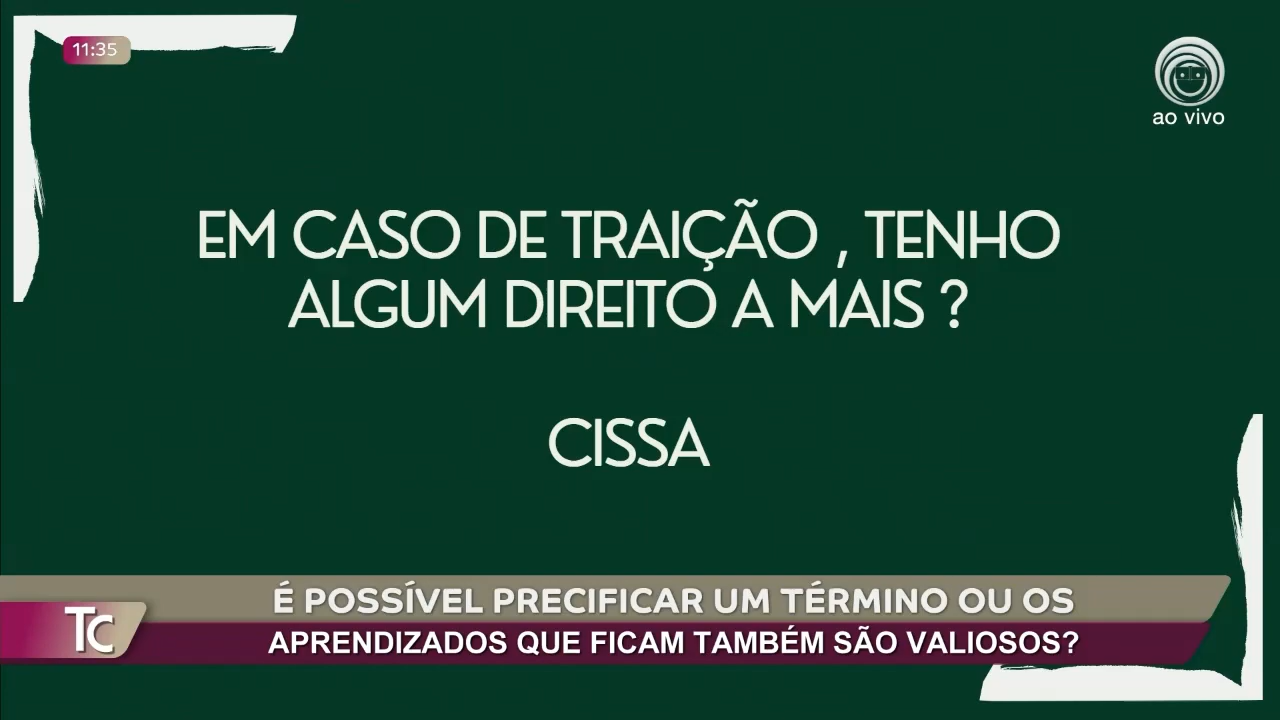 11:35
ao vivo
EM CASO DE TRAIÇÃO , TENHO
ALGUM DIREITO A MAIS ?
CISSA
É POSSÍVEL PRECIFICAR UM TÉRMINO OU OS
Tc
APRENDIZADOS QUE FICAM TAMBÉM SÃO VALIOSOS?